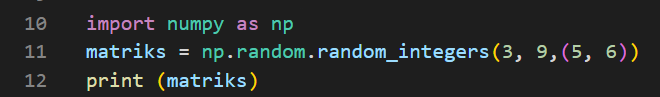 10 import numpy as np
11 matriks = np.random.random_integers(3, 9,(5, 6))
12 print (matriks)